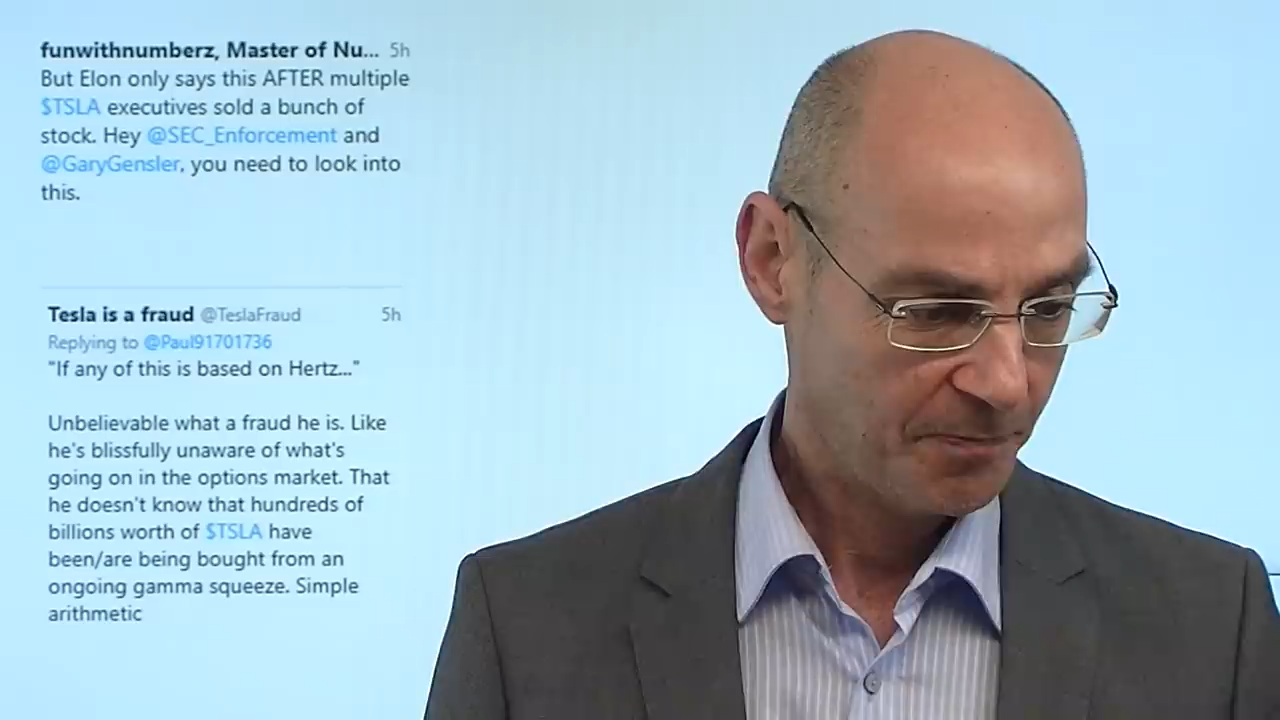 funwithnumberz, Master of Nu... 5h
But Elon only says this AFTER multiple
$TSLA executives sold a bunch of
stock. Hey @SEC_Enforcement and
@GaryGensler, you need to look into
this.
Tesla is a fraud @TeslaFraud 5h
Replying to @Paul91701736
"If any of this is based on Hertz..."
Unbelievable what a fraud he is. Like
he's blissfully unaware of what's
going on in the options market. That
he doesn't know that hundreds of
billions worth of $TSLA have
been/are being bought from an
ongoing gamma squeeze. Simple
arithmetic